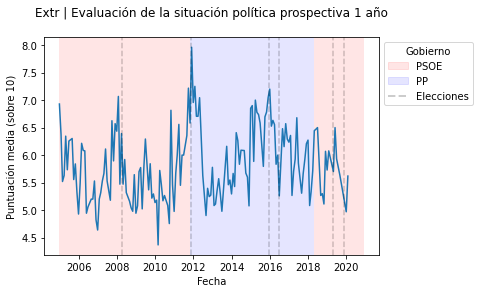 Extr | Evaluación de la situación política prospectiva 1 año
Puntuación media (sobre 10)
8.0
7.5
7.0
6.5
6.0
5.5
5.0
4.5
2006
2008
2010
2012
2014
2016
2018
2020
Fecha
Gobierno
PSOE
PP
Elecciones